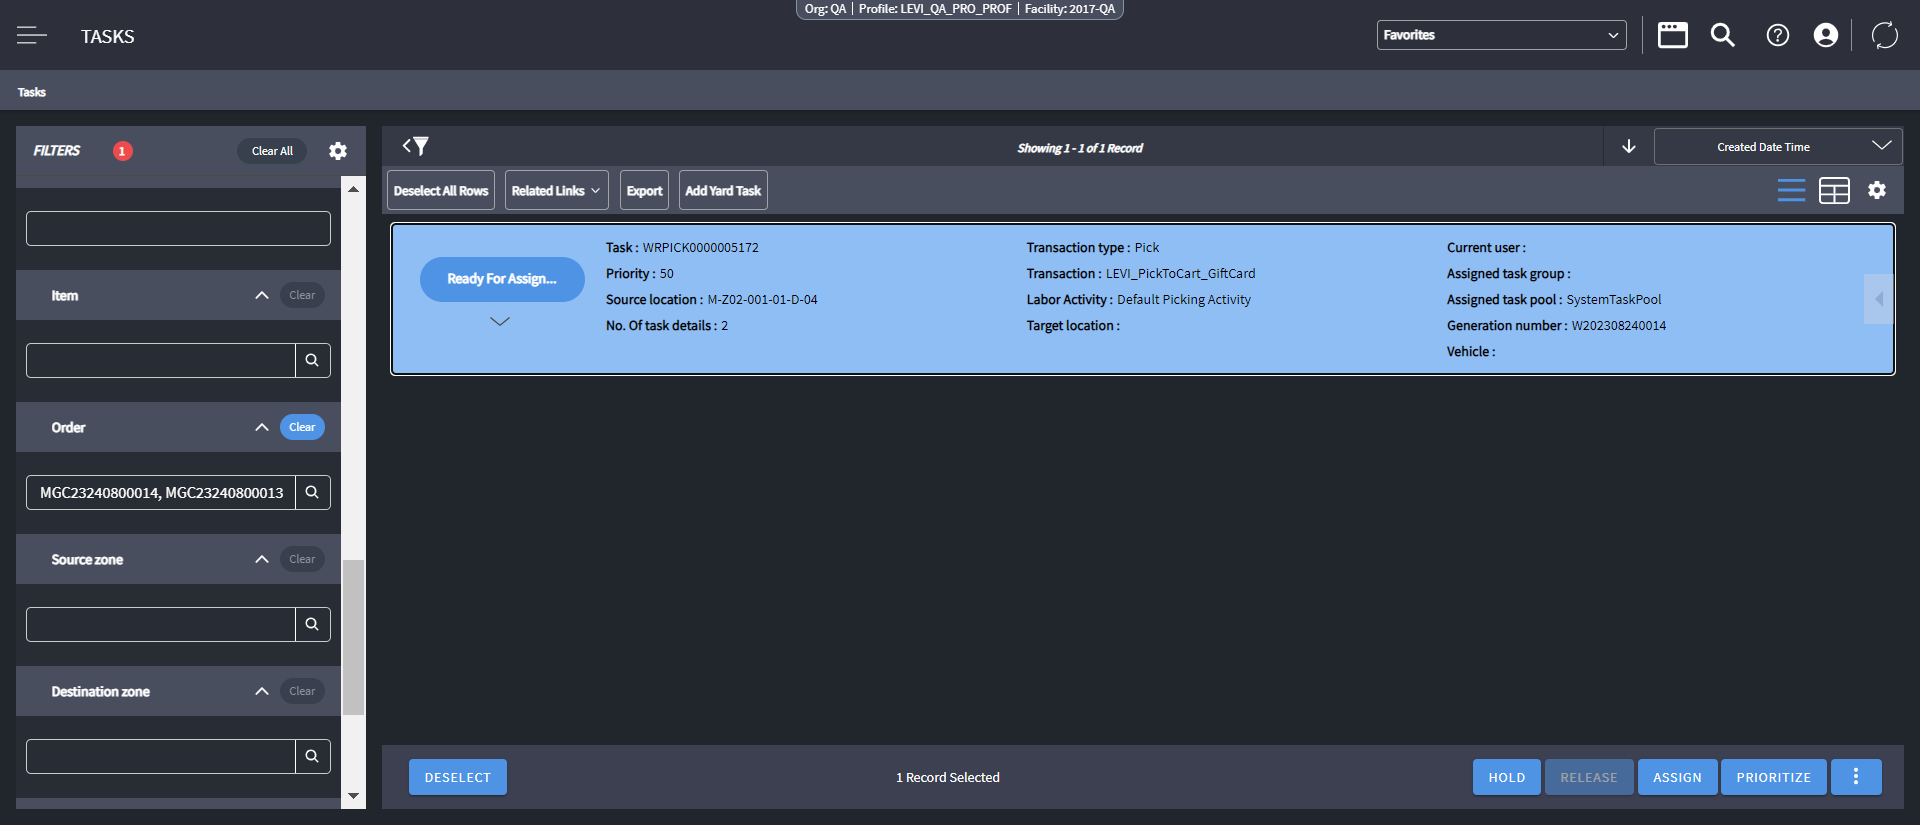 Org: QA | Profile: LEVI_QA_PRO_PROF | Facility: 2017-QA
TASKS
Favorites
Tasks
FILTERS 1 Clear All
Showing 1 - 1 of 1 Record
Created Date Time
Deselect All Rows Related Links Export Add Yard Task
Ready For Assign...
Task : WRPICK0000005172
Priority : 50
Source location : M-Z02-001-01-D-04
No. Of task details : 2
Transaction type : Pick
Transaction : LEVI_PickToCart_GiftCard
Labor Activity : Default Picking Activity
Target location :
Current user :
Assigned task group :
Assigned task pool : SystemTaskPool
Generation number : W202308240014
Vehicle :
Item Clear
Order Clear
MGC23240800014, MGC23240800013
Source zone Clear
Destination zone Clear
DESELECT
1 Record Selected
HOLD RELEASE ASSIGN PRIORITIZE